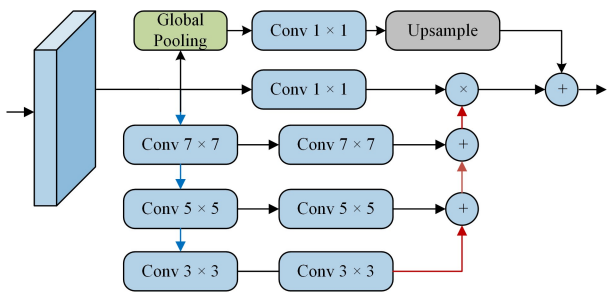 Global
Pooling
Conv 1 × 1
Upsample
Conv 1 × 1
×
+
Conv 7 × 7
Conv 7 × 7
+
Conv 5 × 5
Conv 5 × 5
+
Conv 3 × 3
Conv 3 × 3